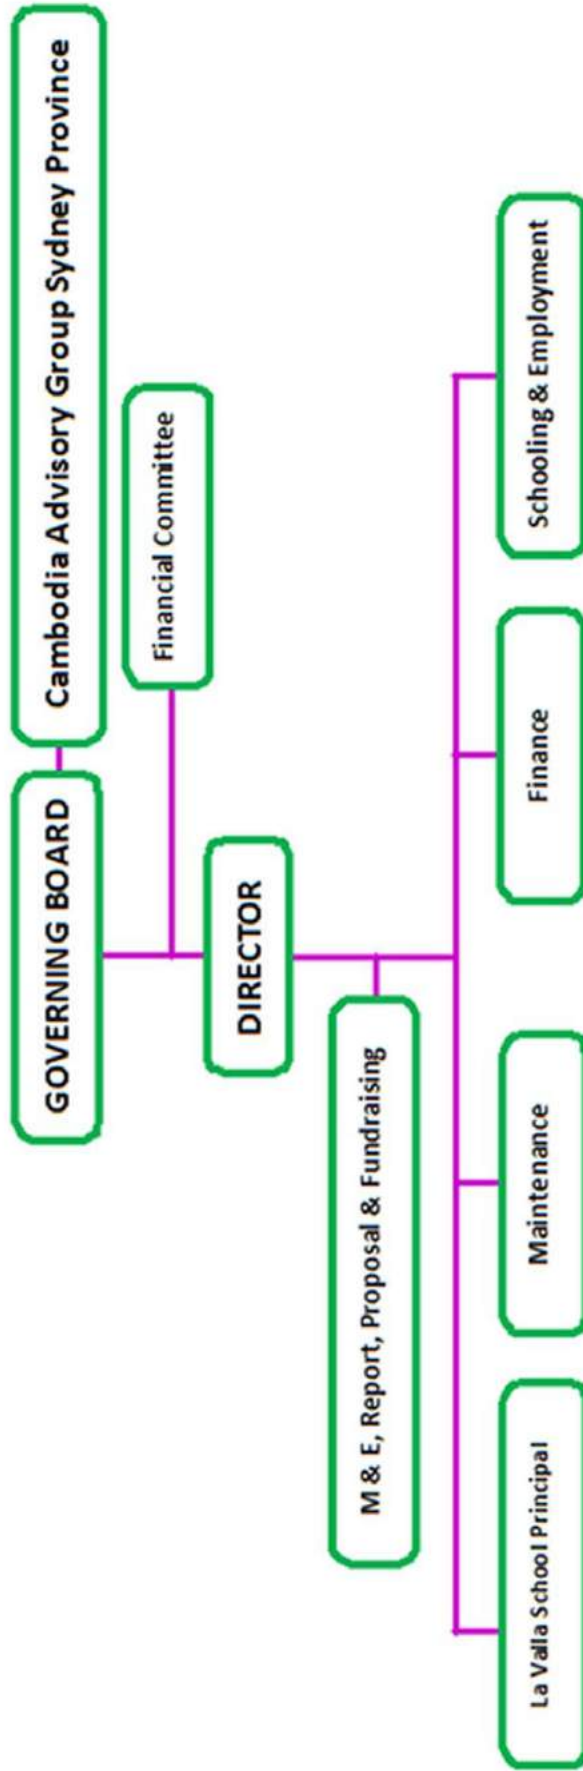 GOVERNING BOARD
Cambodia Advisory Group Sydney Province
Financial Committee
DIRECTOR
M & E, Report, Proposal & Fundraising
La Valla School Principal
Maintenance
Finance
Schooling & Employment